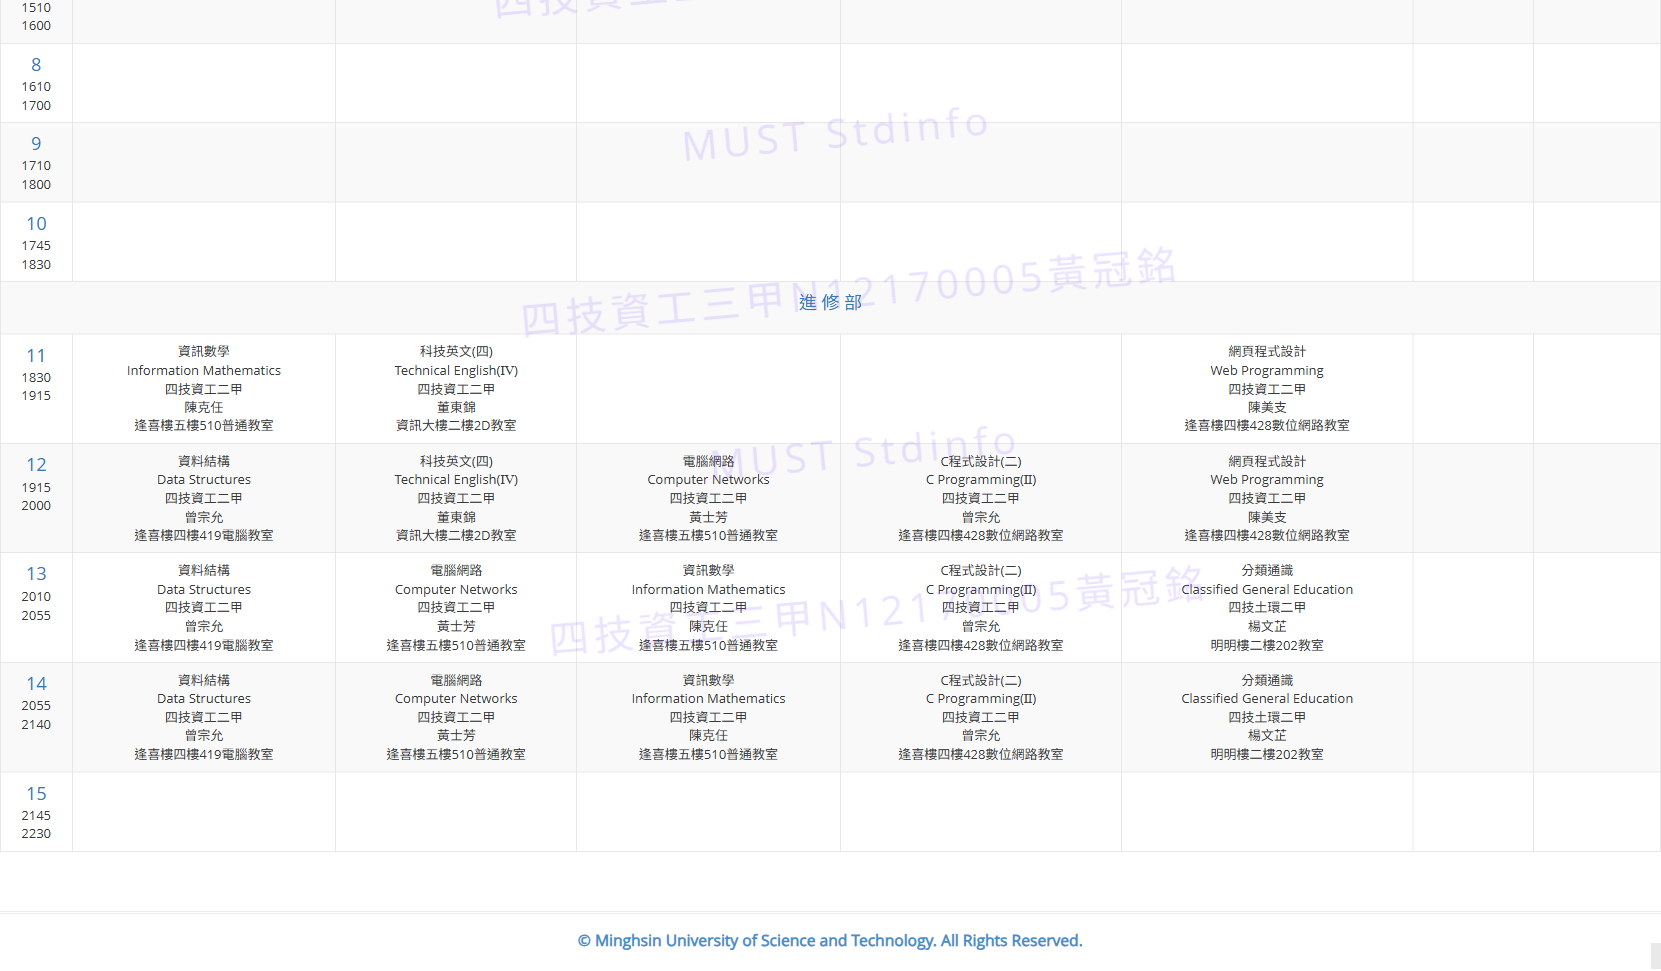 1510
1600
8
1610
1700
9
1710
1800
MUST Stdinfo
10
1745
1830
四技資工三甲N12170005黃冠銘
進修部
11
1830
1915
資訊數學
Information Mathematics
四技資工二甲
陳克任
逢喜樓五樓510普通教室
科技英文(四)
Technical English(IV)
四技資工二甲
董東錦
資訊大樓二樓2D教室
網頁程式設計
Web Programming
四技資工二甲
陳美支
逢喜樓四樓428數位網路教室
MUST Stdinfo
12
1915
2000
資料結構
Data Structures
四技資工二甲
曾宗允
逢喜樓四樓419電腦教室
科技英文(四)
Technical English(IV)
四技資工二甲
董東錦
資訊大樓二樓2D教室
電腦網路
Computer Networks
四技資工二甲
黃士芳
逢喜樓五樓510普通教室
C程式設計(二)
C Programming(II)
四技資工二甲
曾宗允
逢喜樓四樓428數位網路教室
網頁程式設計
Web Programming
四技資工二甲
陳美支
逢喜樓四樓428數位網路教室
13
2010
2055
資料結構
Data Structures
四技資工二甲
曾宗允
逢喜樓四樓419電腦教室
電腦網路
Computer Networks
四技資工二甲
黃士芳
逢喜樓五樓510普通教室
資訊數學
Information Mathematics
四技資工二甲
陳克任
逢喜樓五樓510普通教室
C程式設計(二)
C Programming(II)
四技資工二甲
曾宗允
逢喜樓四樓428數位網路教室
分類通識
Classified General Education
四技土環二甲
楊文芷
明明樓二樓202教室
四技資工三甲N12170005黃冠銘
14
2055
2140
資料結構
Data Structures
四技資工二甲
曾宗允
逢喜樓四樓419電腦教室
電腦網路
Computer Networks
四技資工二甲
黃士芳
逢喜樓五樓510普通教室
資訊數學
Information Mathematics
四技資工二甲
陳克任
逢喜樓五樓510普通教室
C程式設計(二)
C Programming(II)
四技資工二甲
曾宗允
逢喜樓四樓428數位網路教室
分類通識
Classified General Education
四技土環二甲
楊文芷
明明樓二樓202教室
15
2145
2230
© Minghsin University of Science and Technology. All Rights Reserved.